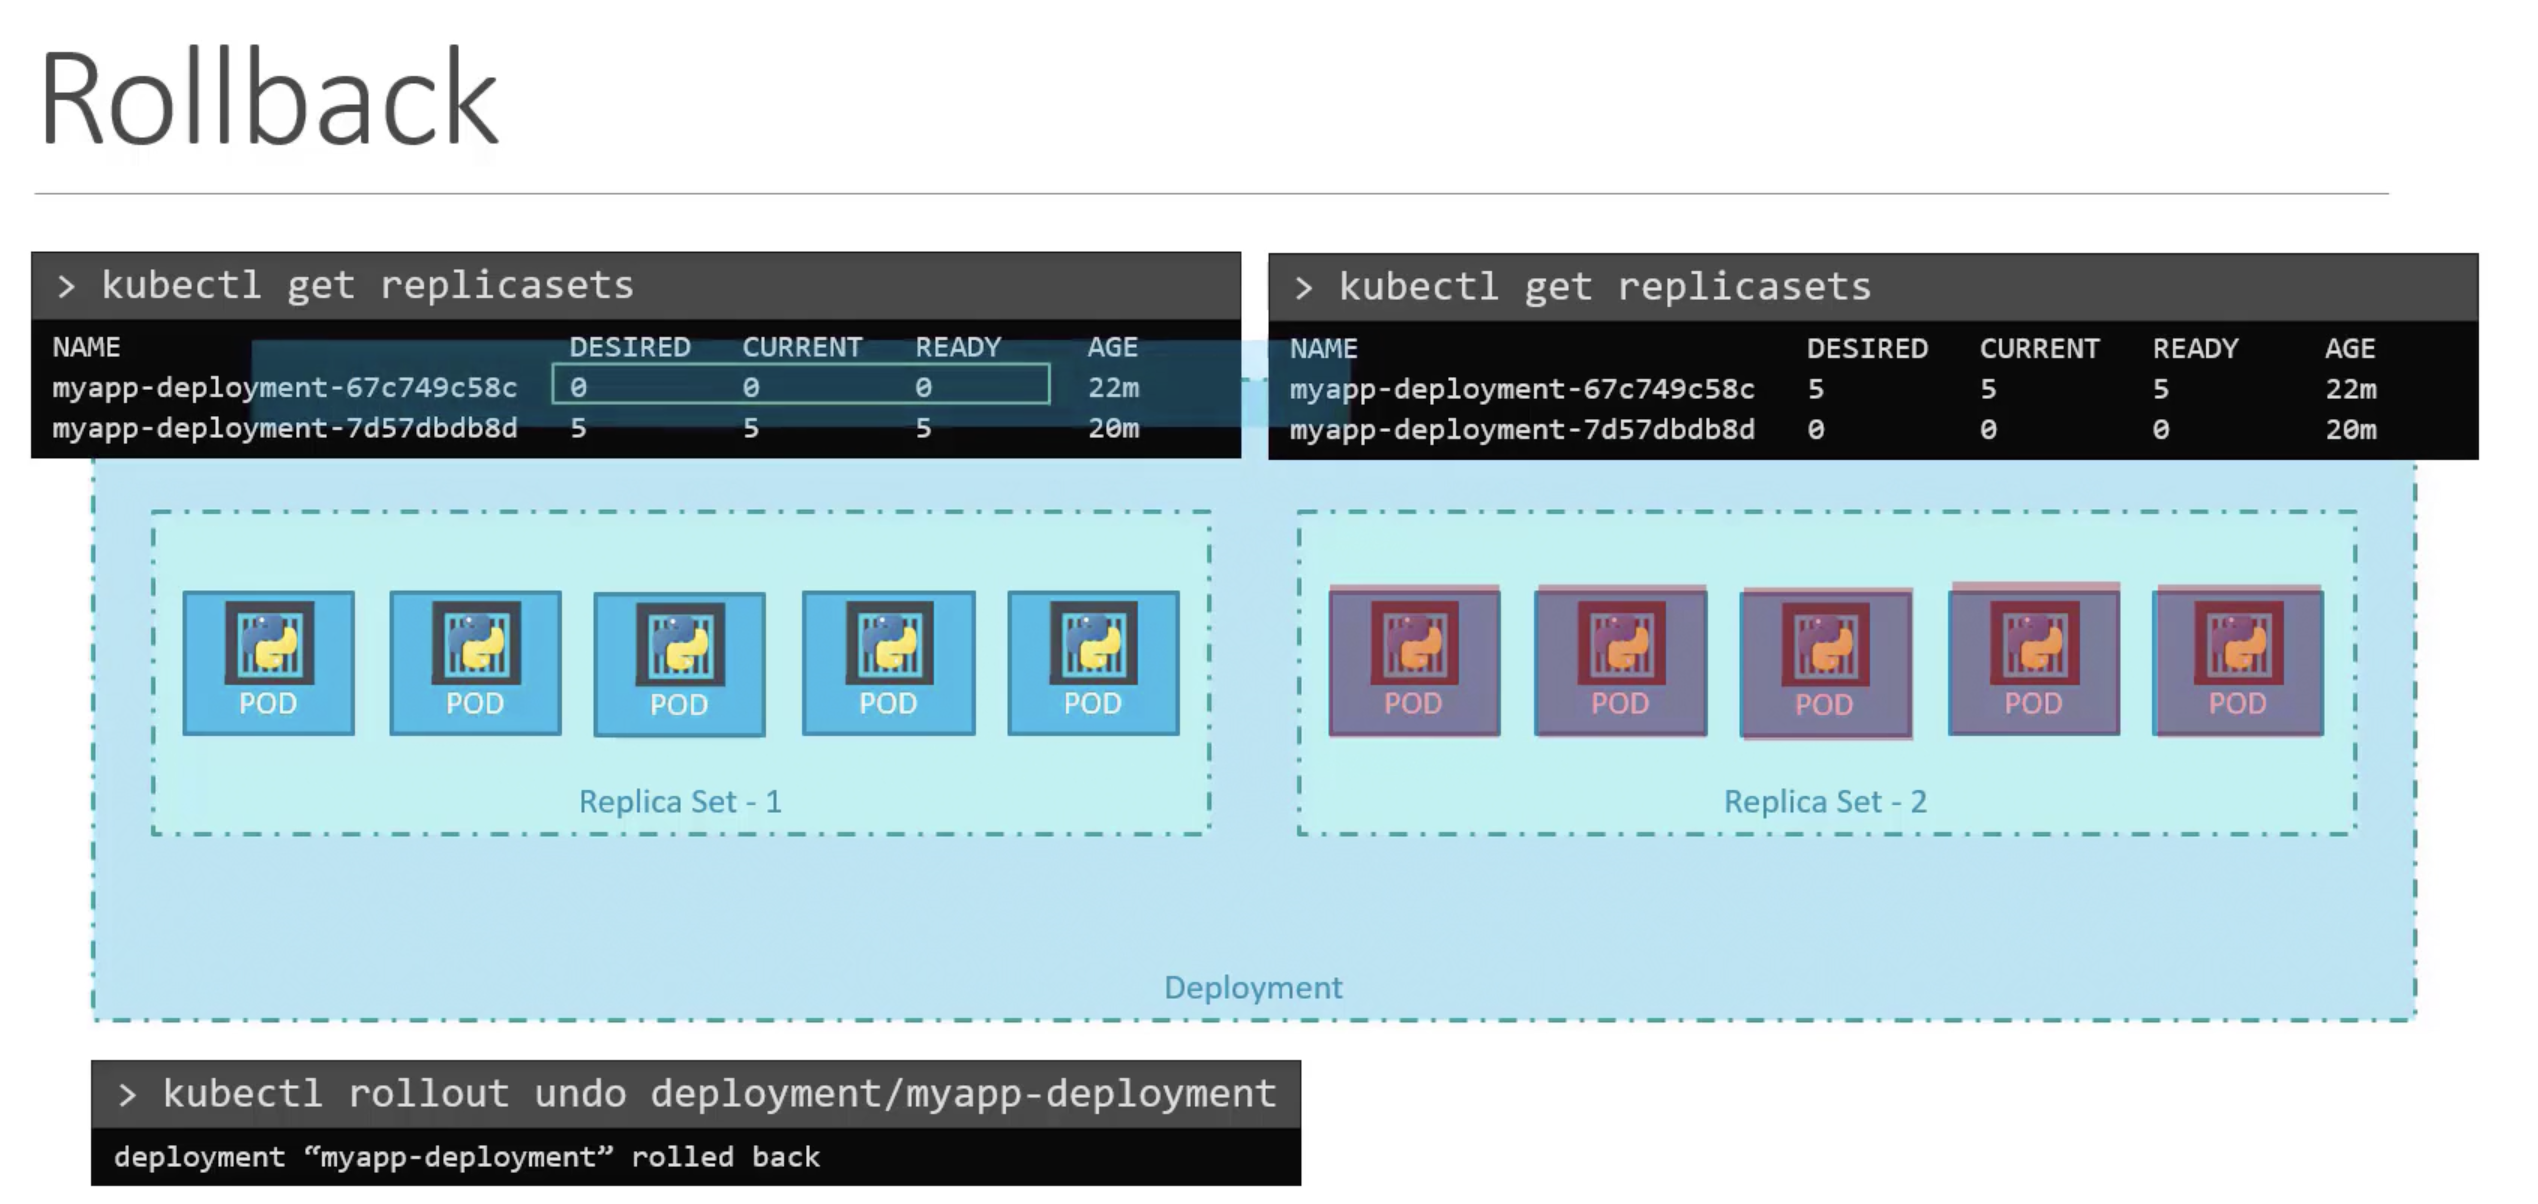 Rollback
> kubectl get replicasets
NAME DESIRED CURRENT READY AGE
myapp-deployment-67c749c58c 0 0 0 22m
myapp-deployment-7d57dbdb8d 5 5 5 20m
> kubectl get replicasets
NAME DESIRED CURRENT READY AGE
myapp-deployment-67c749c58c 5 5 5 22m
myapp-deployment-7d57dbdb8d 0 0 0 20m
POD POD POD POD POD
Replica Set - 1
POD POD POD POD POD
Replica Set - 2
Deployment
> kubectl rollout undo deployment/myapp-deployment
deployment “myapp-deployment” rolled back